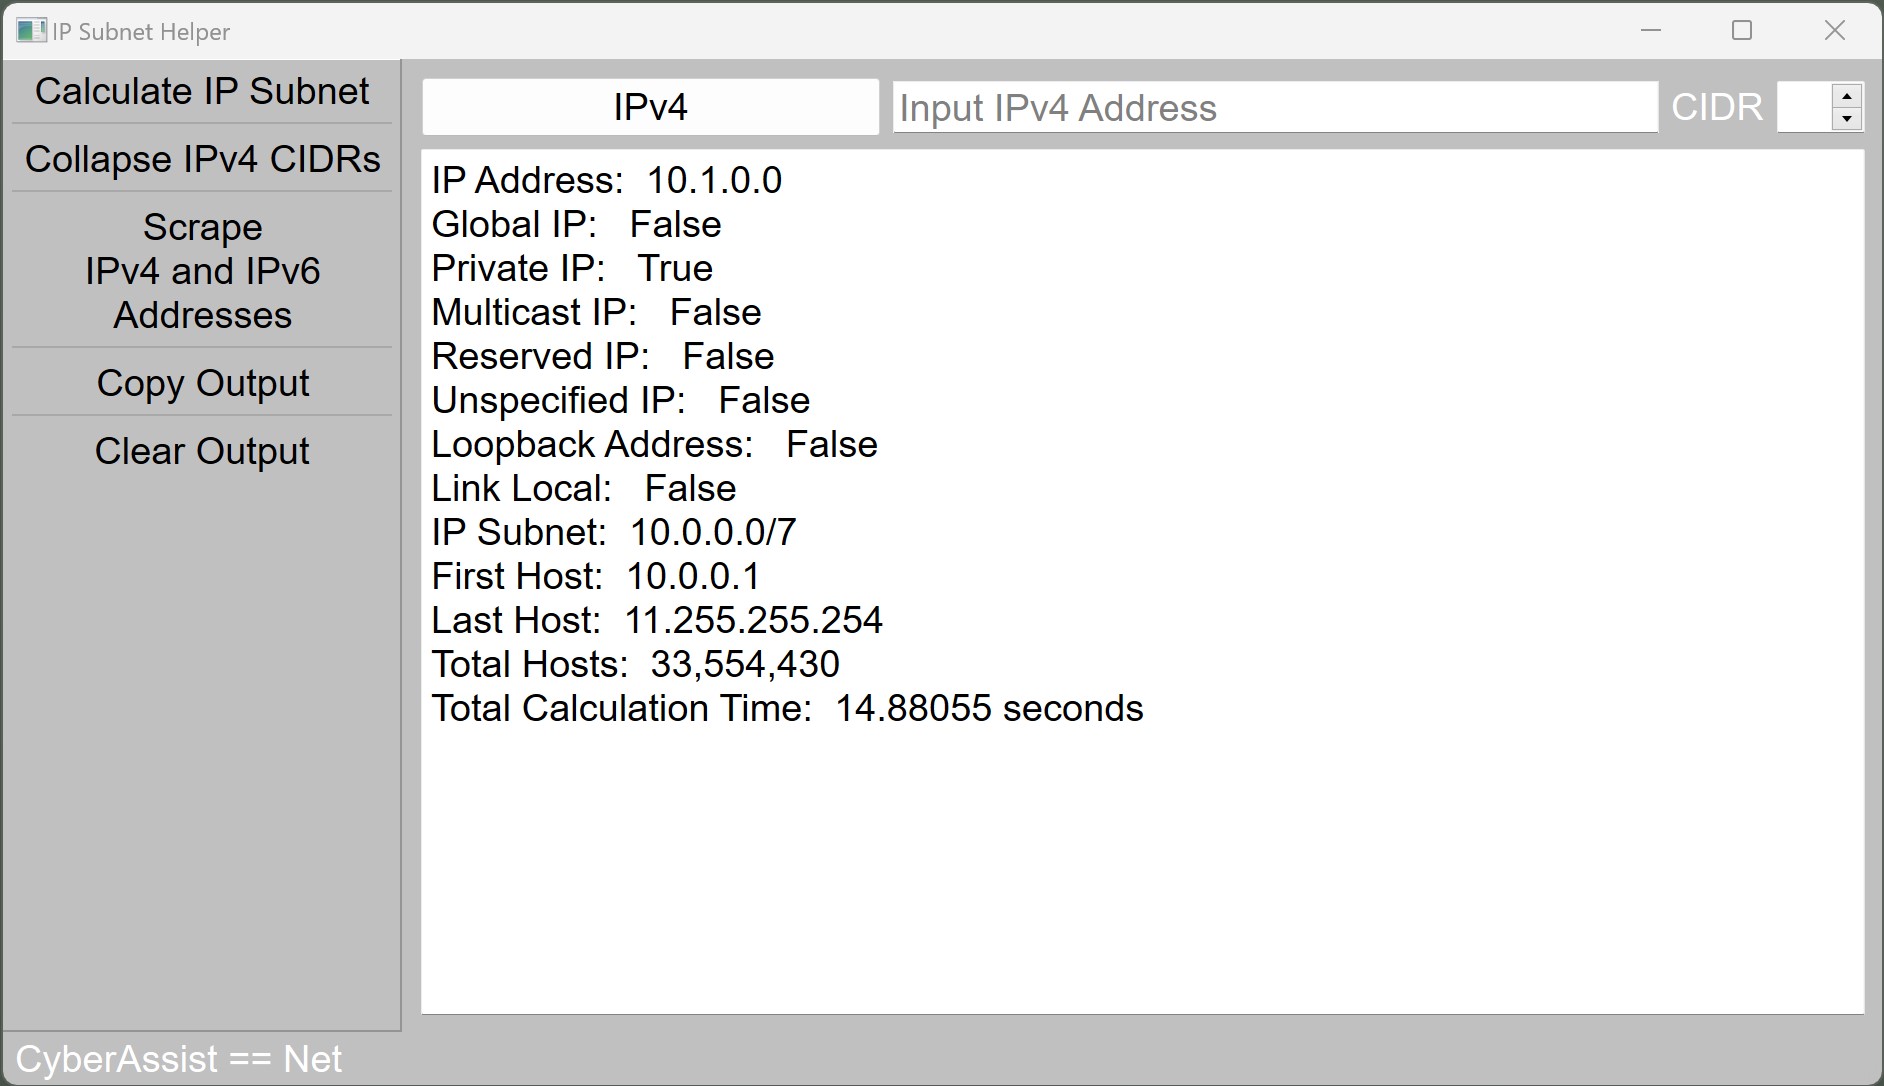 IP Subnet Helper
Calculate IP Subnet
Collapse IPv4 CIDRs
Scrape
IPv4 and IPv6
Addresses
Copy Output
Clear Output
IPv4
Input IPv4 Address
CIDR
IP Address:  10.1.0.0
Global IP:   False
Private IP:   True
Multicast IP:   False
Reserved IP:   False
Unspecified IP:   False
Loopback Address:   False
Link Local:   False
IP Subnet:  10.0.0.0/7
First Host:  10.0.0.1
Last Host:  11.255.255.254
Total Hosts:  33,554,430
Total Calculation Time:  14.88055 seconds
CyberAssist == Net